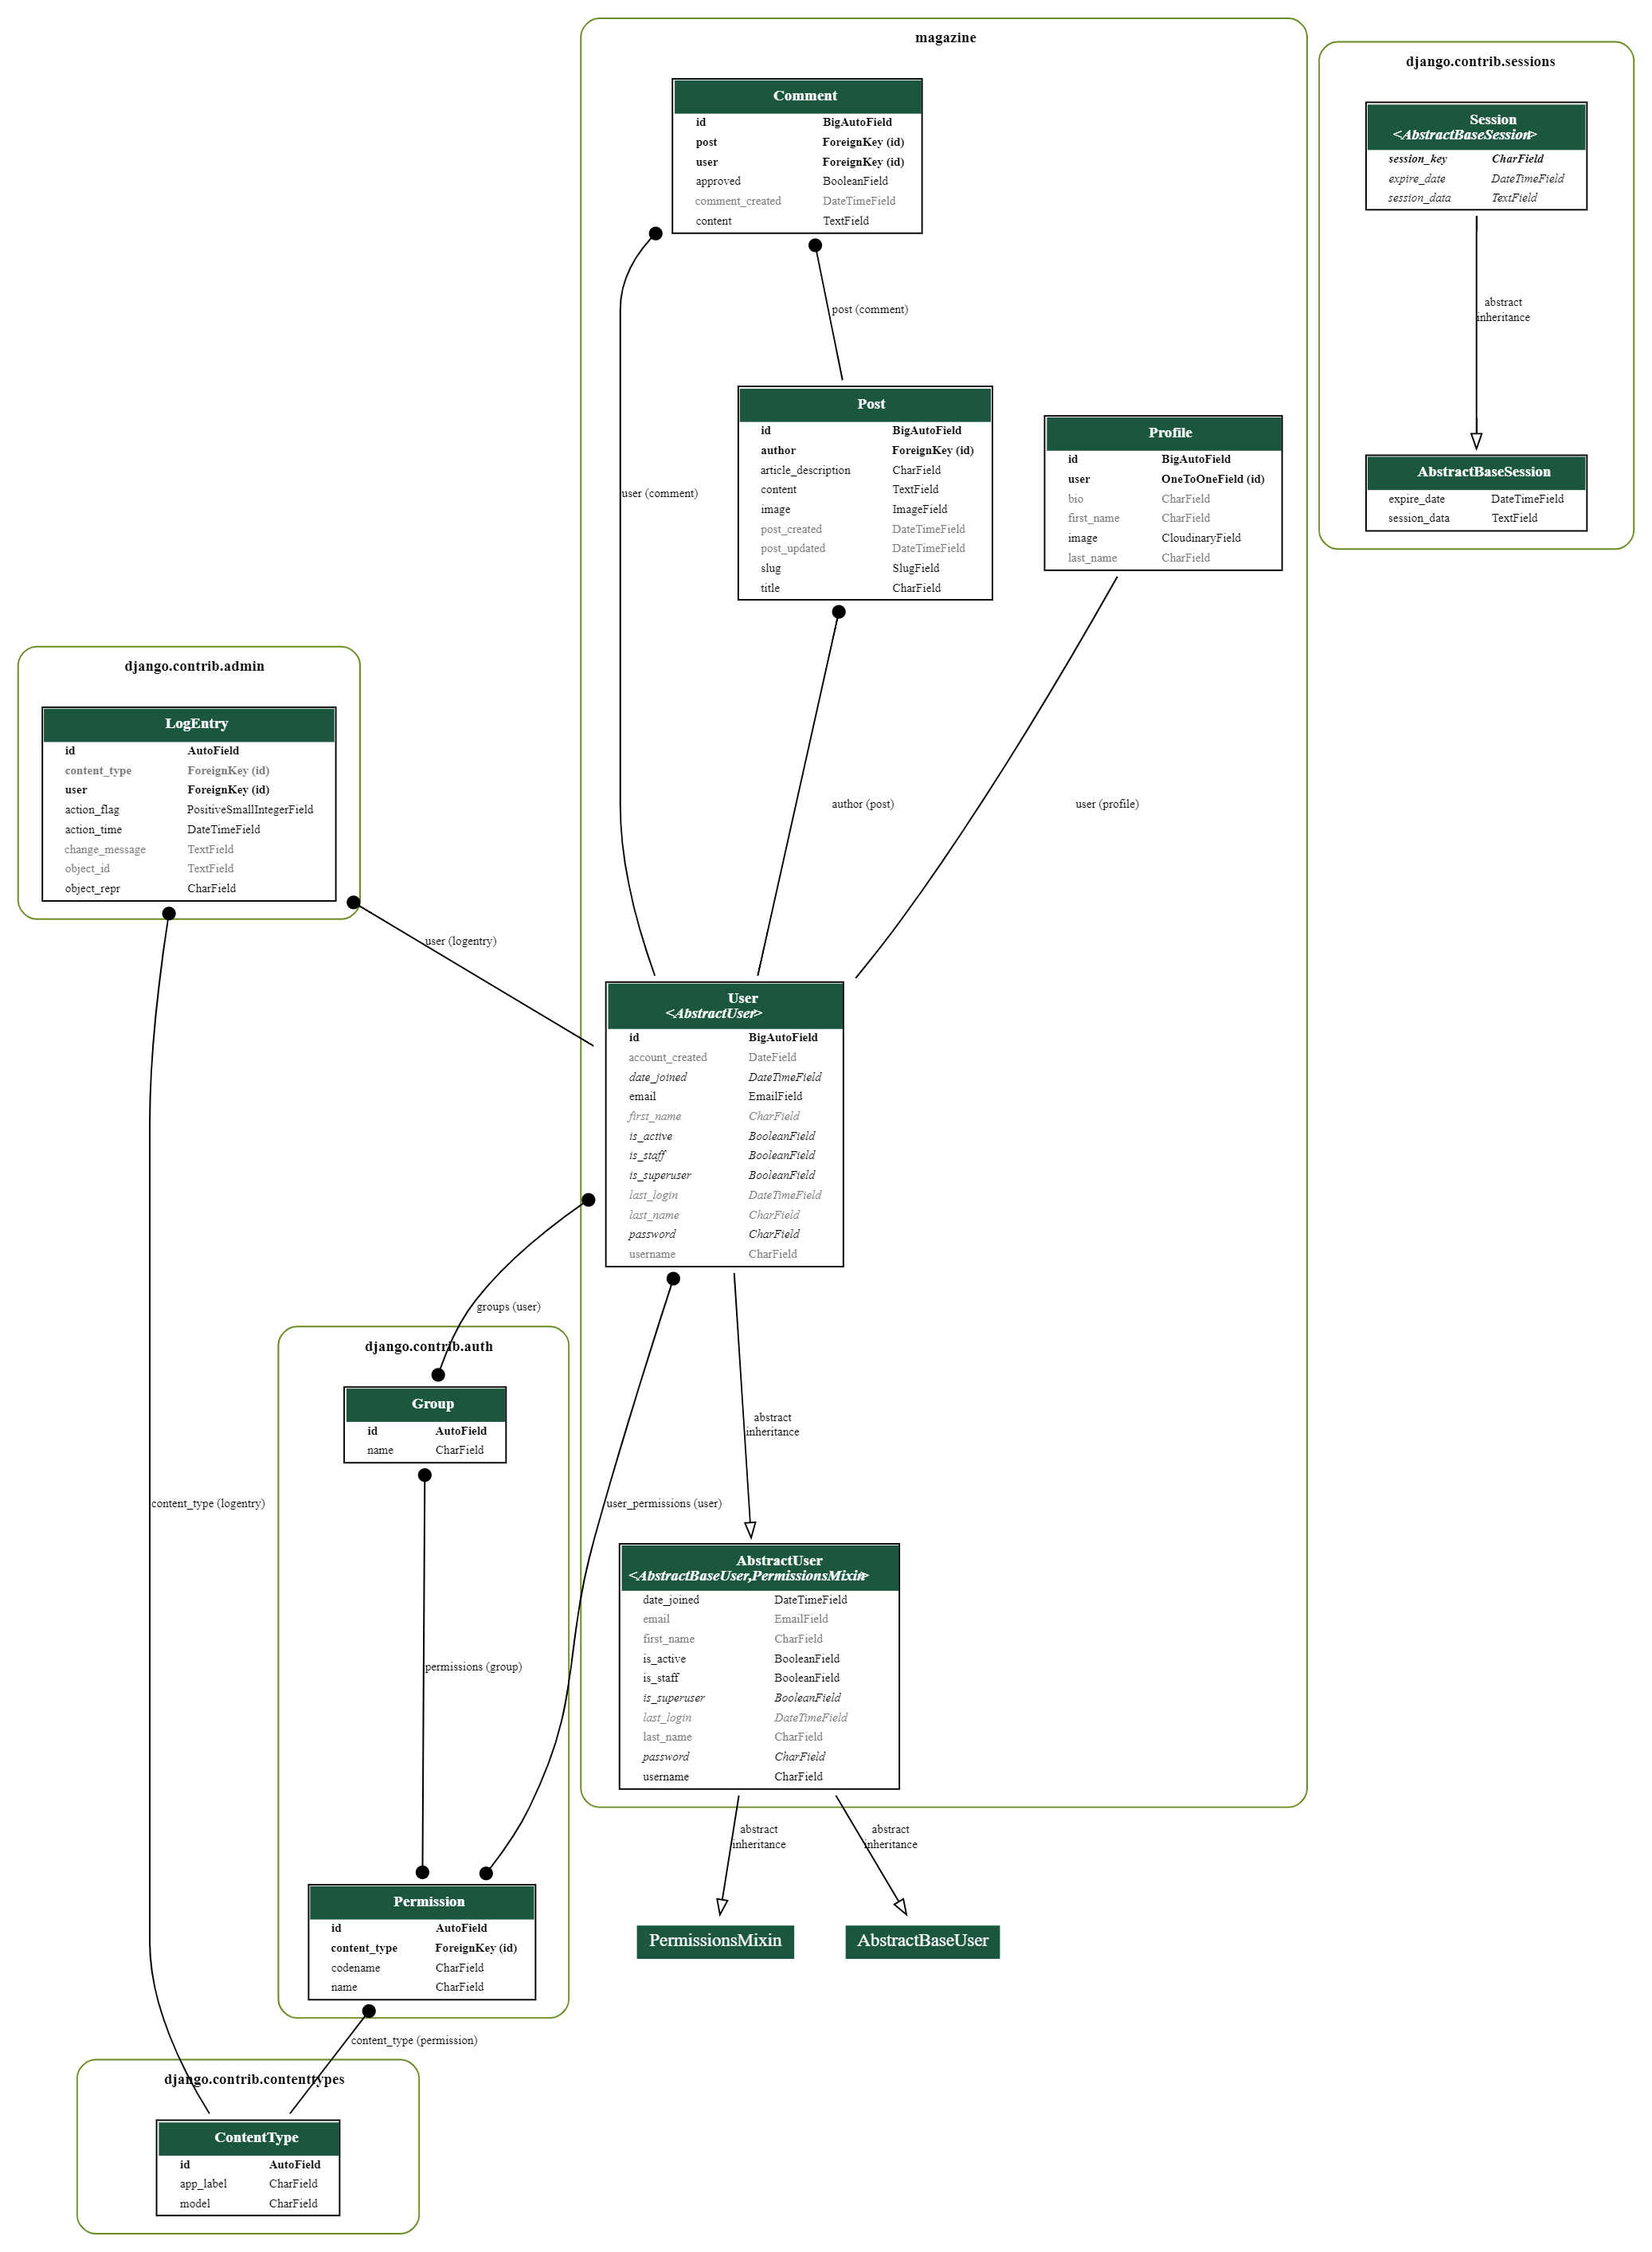 magazine
Comment
id BigAutoField
post ForeignKey (id)
user ForeignKey (id)
approved BooleanField
comment_created DateTimeField
content TextField
post (comment)
user (comment)
Post
id BigAutoField
author ForeignKey (id)
article_description CharField
content TextField
image ImageField
post_created DateTimeField
post_updated DateTimeField
slug SlugField
title CharField
Profile
id BigAutoField
user OneToOneField (id)
bio CharField
first_name CharField
image CloudinaryField
last_name CharField
author (post)
user (profile)
django.contrib.sessions
Session
<AbstractBaseSession>
session_key CharField
expire_date DateTimeField
session_data TextField
abstract
inheritance
AbstractBaseSession
expire_date DateTimeField
session_data TextField
django.contrib.admin
LogEntry
id AutoField
content_type ForeignKey (id)
user ForeignKey (id)
action_flag PositiveSmallIntegerField
action_time DateTimeField
change_message TextField
object_id TextField
object_repr CharField
user (logentry)
User
<AbstractUser>
id BigAutoField
account_created DateField
date_joined DateTimeField
email EmailField
first_name CharField
is_active BooleanField
is_staff BooleanField
is_superuser BooleanField
last_login DateTimeField
last_name CharField
password CharField
username CharField
groups (user)
django.contrib.auth
Group
id AutoField
name CharField
abstract
inheritance
content_type (logentry)
user_permissions (user)
permissions (group)
AbstractUser
<AbstractBaseUser,PermissionsMixin>
date_joined DateTimeField
email EmailField
first_name CharField
is_active BooleanField
is_staff BooleanField
is_superuser BooleanField
last_login DateTimeField
last_name CharField
password CharField
username CharField
abstract
inheritance
abstract
inheritance
PermissionsMixin
AbstractBaseUser
Permission
id AutoField
content_type ForeignKey (id)
codename CharField
name CharField
content_type (permission)
django.contrib.contenttypes
ContentType
id AutoField
app_label CharField
model CharField